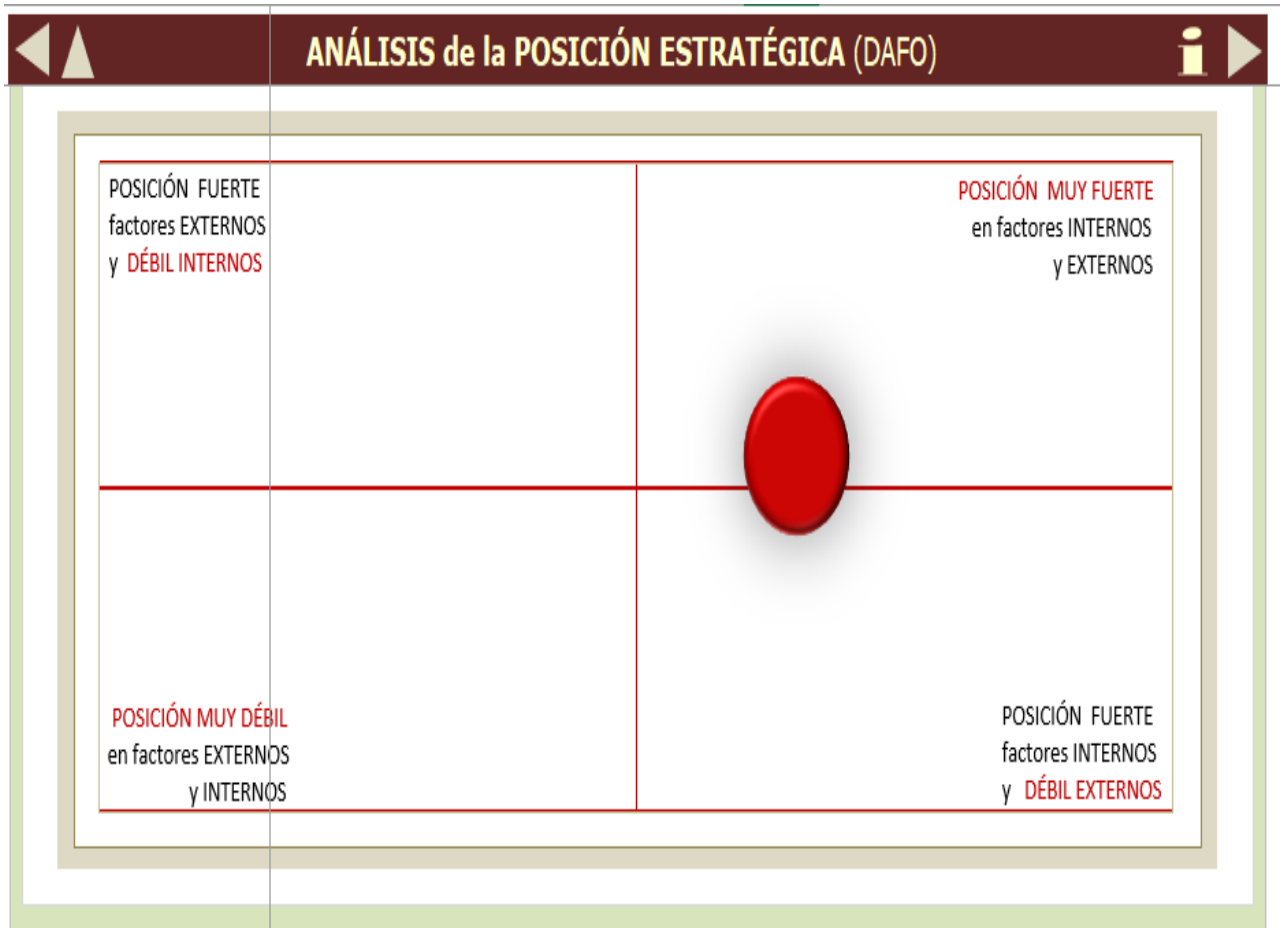 ANÁLISIS de la POSICIÓN ESTRATÉGICA (DAFO)
i
POSICIÓN FUERTE
factores EXTERNOS
y DÉBIL INTERNOS
POSICIÓN MUY FUERTE
en factores INTERNOS
y EXTERNOS
POSICIÓN MUY DÉBIL
en factores EXTERNOS
y INTERNOS
POSICIÓN FUERTE
factores INTERNOS
y DÉBIL EXTERNOS